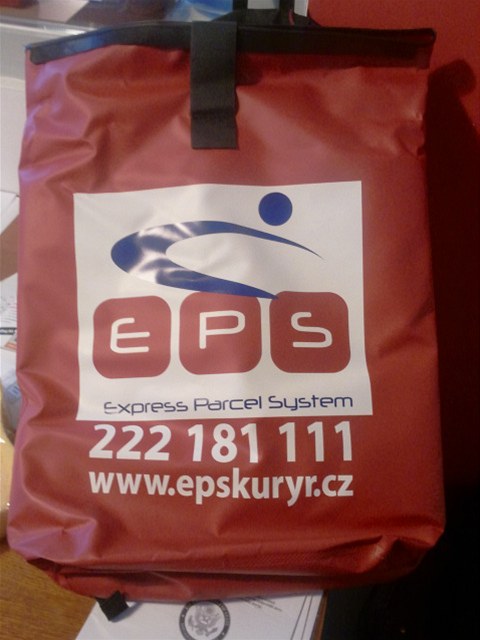 EPS
Express Parcel System
222 181 111
www.epskuryr.cz